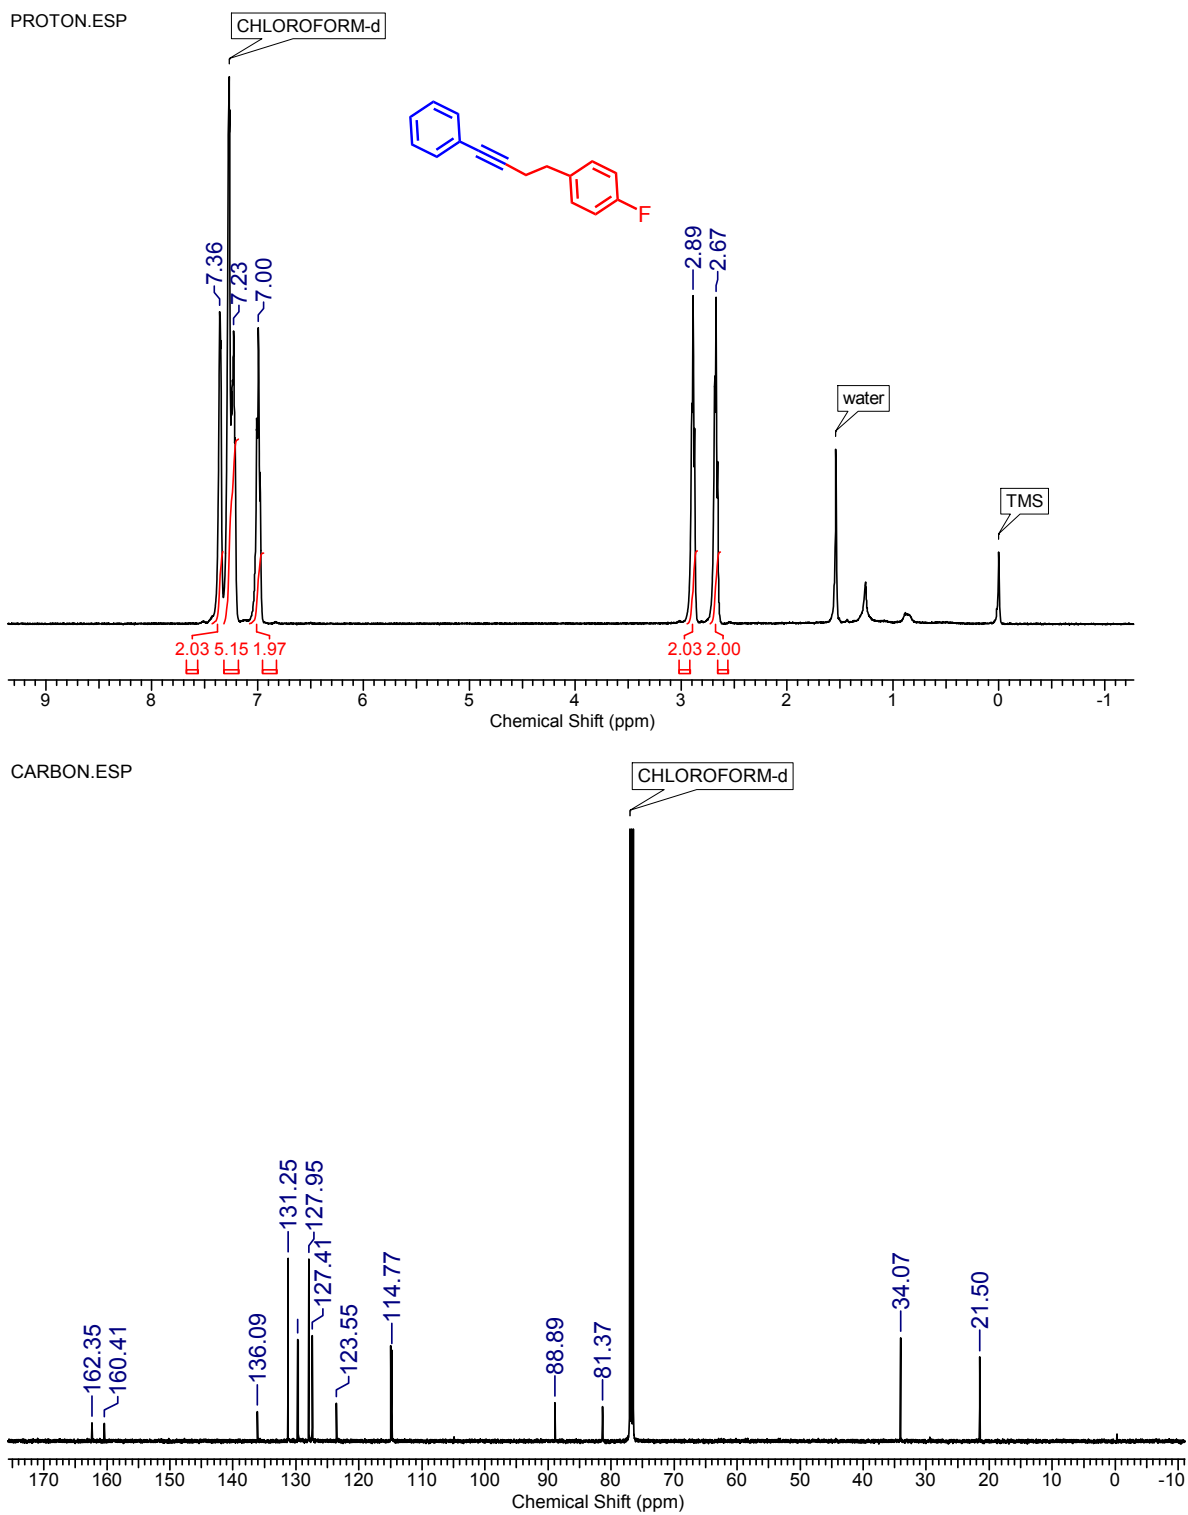 PROTON.ESP
CHLOROFORM-d
F
7.36
7.23
7.00
2.89
2.67
water
TMS
2.03 5.15 1.97 2.03 2.00
9 8 7 6 5 4 3 2 1 0 -1
Chemical Shift (ppm)
CARBON.ESP
CHLOROFORM-d
162.35
160.41
136.09
131.25
127.95
127.41
123.55
114.77
88.89
81.37
34.07
21.50
170 160 150 140 130 120 110 100 90 80 70 60 50 40 30 20 10 0 -10
Chemical Shift (ppm)